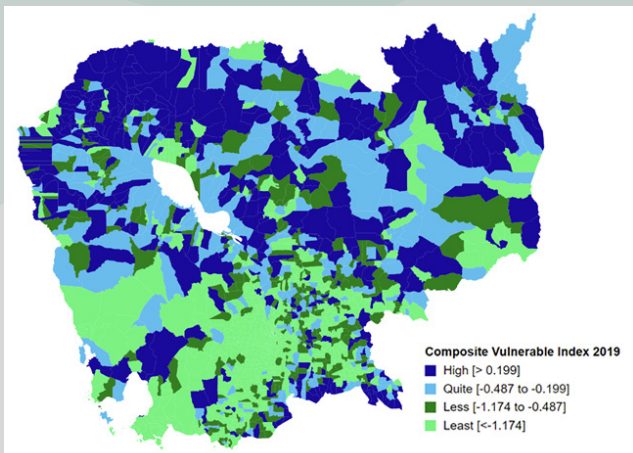 Composite Vulnerable Index 2019
High [> 0.199]
Quite [-0.487 to -0.199]
Less [-1.174 to -0.487]
Least [<-1.174]